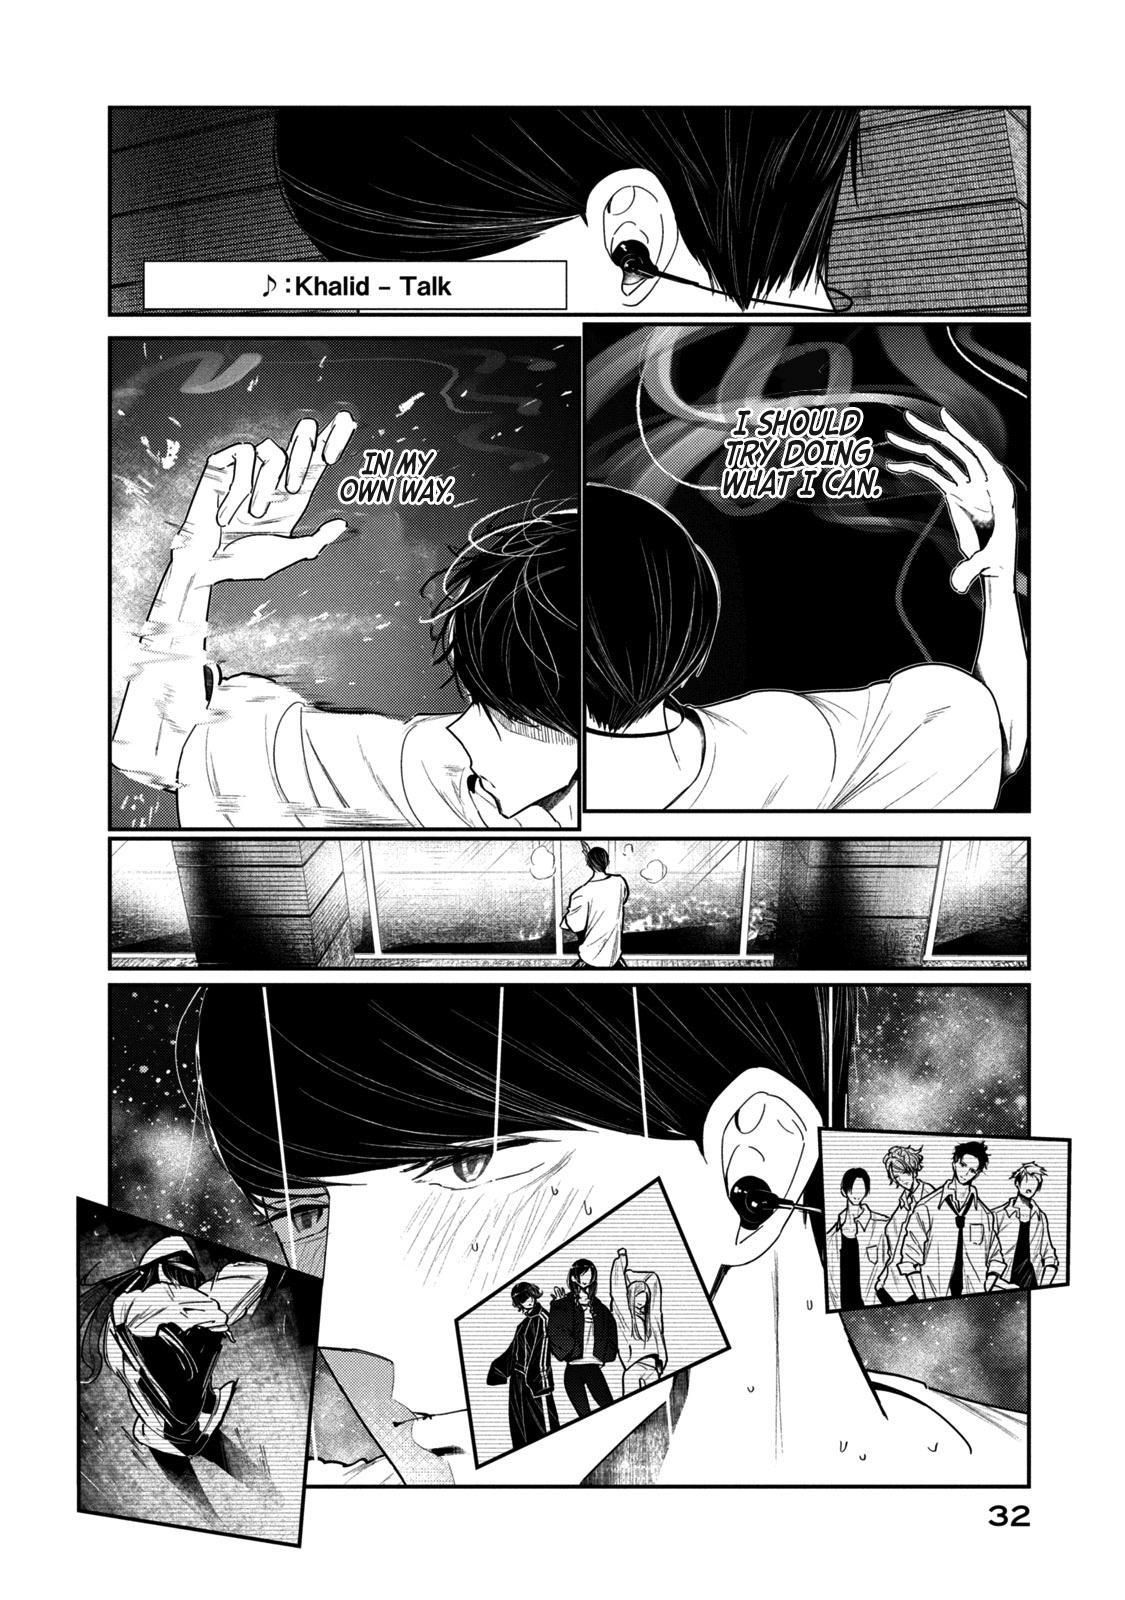 ♪:Khalid – Talk
I SHOULD
TRY DOING
WHAT I CAN.
IN MY
OWN WAY.
32